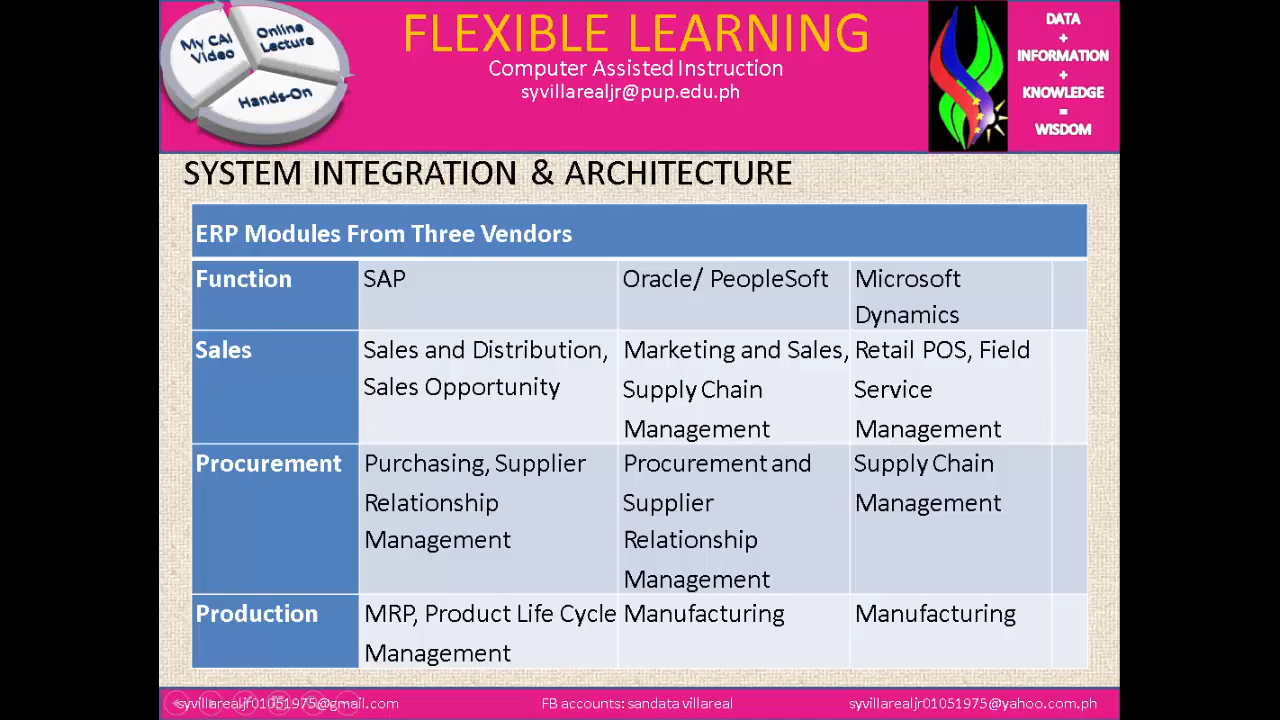 My CAI
Video
Online
Lecture
Hands-On
FLEXIBLE LEARNING
Computer Assisted Instruction
syvillarealjr@pup.edu.ph
DATA
+
INFORMATION
+
KNOWLEDGE
=
WISDOM
SYSTEM INTEGRATION & ARCHITECTURE
ERP Modules From Three Vendors
Function
SAP
Oracle/ PeopleSoft
Microsoft
Dynamics
Sales
Sales and Distribution,
Sales Opportunity
Marketing and Sales,
Supply Chain
Management
Retail POS, Field
Service
Management
Procurement
Purchasing, Supplier
Relationship
Management
Procurement and
Supplier
Relationship
Management
Supply Chain
Management
Production
MRP, Product Life Cycle
Management
Manufacturing
Manufacturing
syvillarealjr01051975@gmail.com
FB accounts: sandata villareal
syvillarealjr01051975@yahoo.com.ph